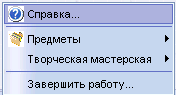 Справка...
Предметы
Творческая мастерская
Завершить работу...